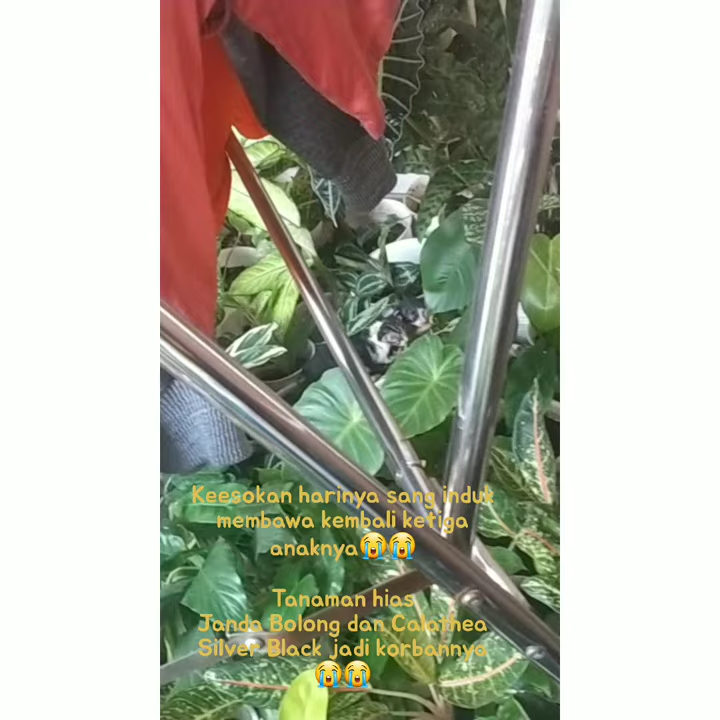 Keesokan harinya sang induk
membawa kembali ketiga
anaknya😭😭
Tanaman hias
Janda Bolong dan Calathea
Silver Black jadi korbannya
😭😭